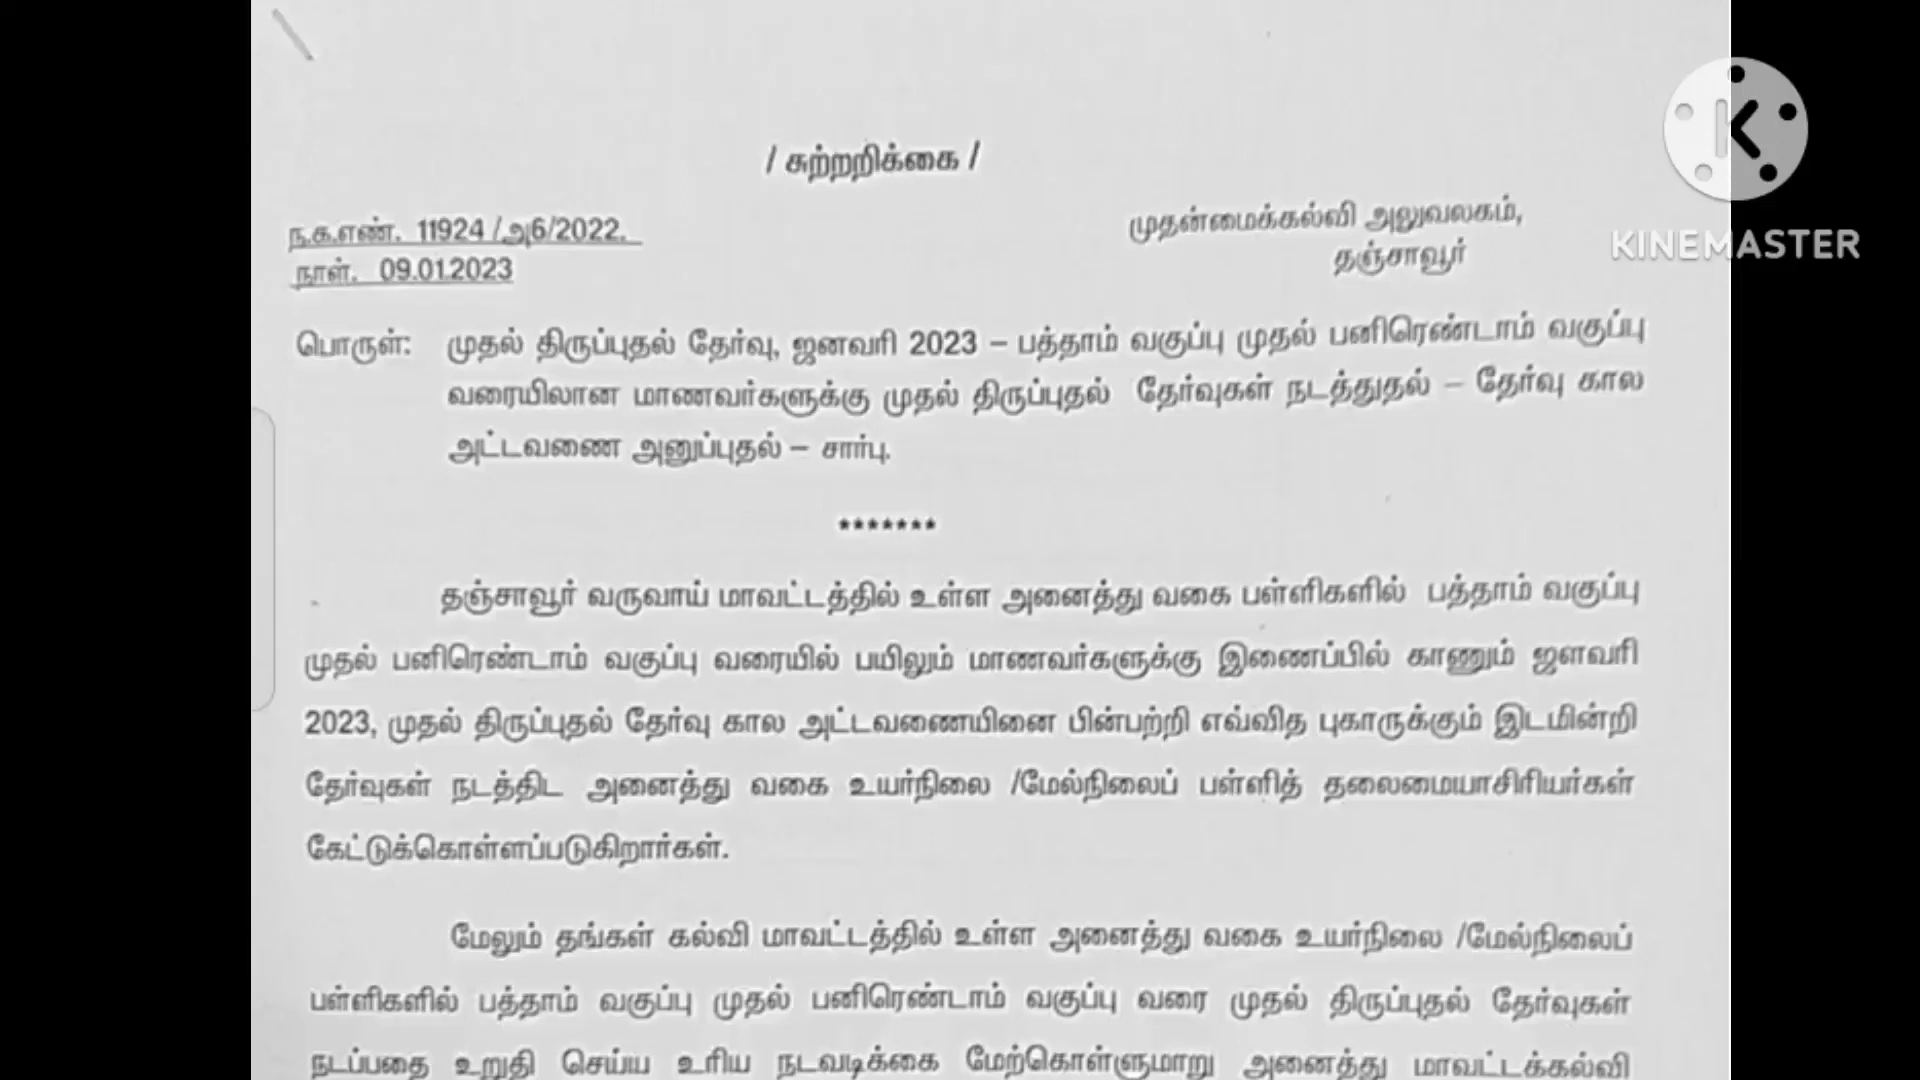 / சுற்றறிக்கை /
ந.க.எண். 11924 /அ6/2022.
நாள். 09.01.2023
முதன்மைக்கல்வி அலுவலகம்,
தஞ்சாவூர்
KINEMASTER
பொருள்: முதல் திருப்புதல் தேர்வு, ஜனவரி 2023 – பத்தாம் வகுப்பு முதல் பனிரெண்டாம் வகுப்பு
வரையிலான மாணவர்களுக்கு முதல் திருப்புதல் தேர்வுகள் நடத்துதல் – தேர்வு கால
அட்டவணை அனுப்புதல் – சார்பு.
*******
தஞ்சாவூர் வருவாய் மாவட்டத்தில் உள்ள அனைத்து வகை பள்ளிகளில் பத்தாம் வகுப்பு
முதல் பனிரெண்டாம் வகுப்பு வரையில் பயிலும் மாணவர்களுக்கு இணைப்பில் காணும் ஜனவரி
2023, முதல் திருப்புதல் தேர்வு கால அட்டவணையினை பின்பற்றி எவ்வித புகாருக்கும் இடமின்றி
தேர்வுகள் நடத்திட அனைத்து வகை உயர்நிலை /மேல்நிலைப் பள்ளித் தலைமையாசிரியர்கள்
கேட்டுக்கொள்ளப்படுகிறார்கள்.
மேலும் தங்கள் கல்வி மாவட்டத்தில் உள்ள அனைத்து வகை உயர்நிலை /மேல்நிலைப்
பள்ளிகளில் பத்தாம் வகுப்பு முதல் பனிரெண்டாம் வகுப்பு வரை முதல் திருப்புதல் தேர்வுகள்
நடப்பதை உறுதி செய்ய உரிய நடவடிக்கை மேற்கொள்ளுமாறு அனைத்து மாவட்டக்கல்வி